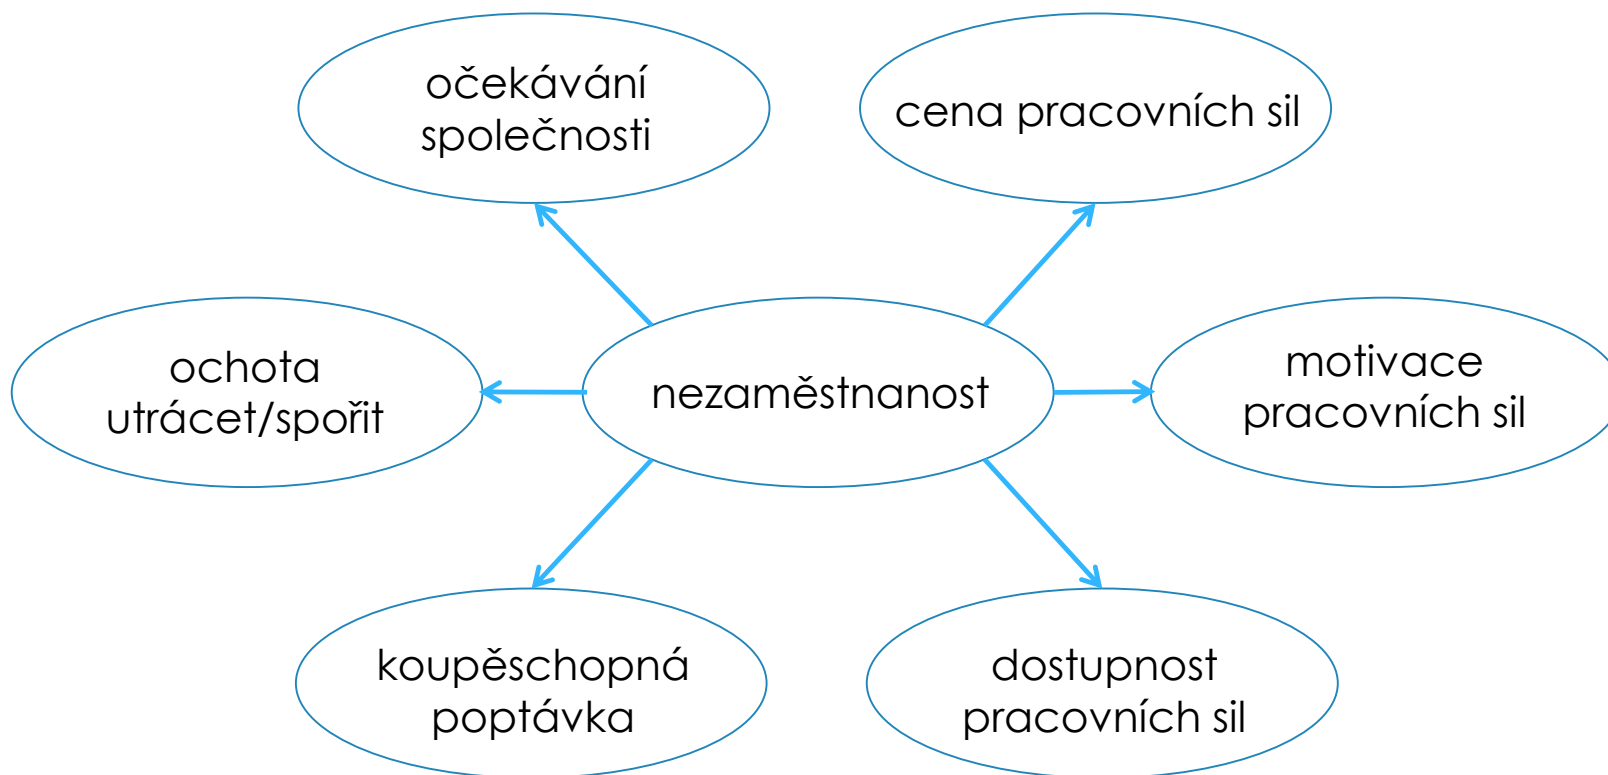 očekávání
společnosti
cena pracovních sil
ochota
utrácet/spořit
nezaměstnanost
motivace
pracovních sil
koupěschopná
poptávka
dostupnost
pracovních sil